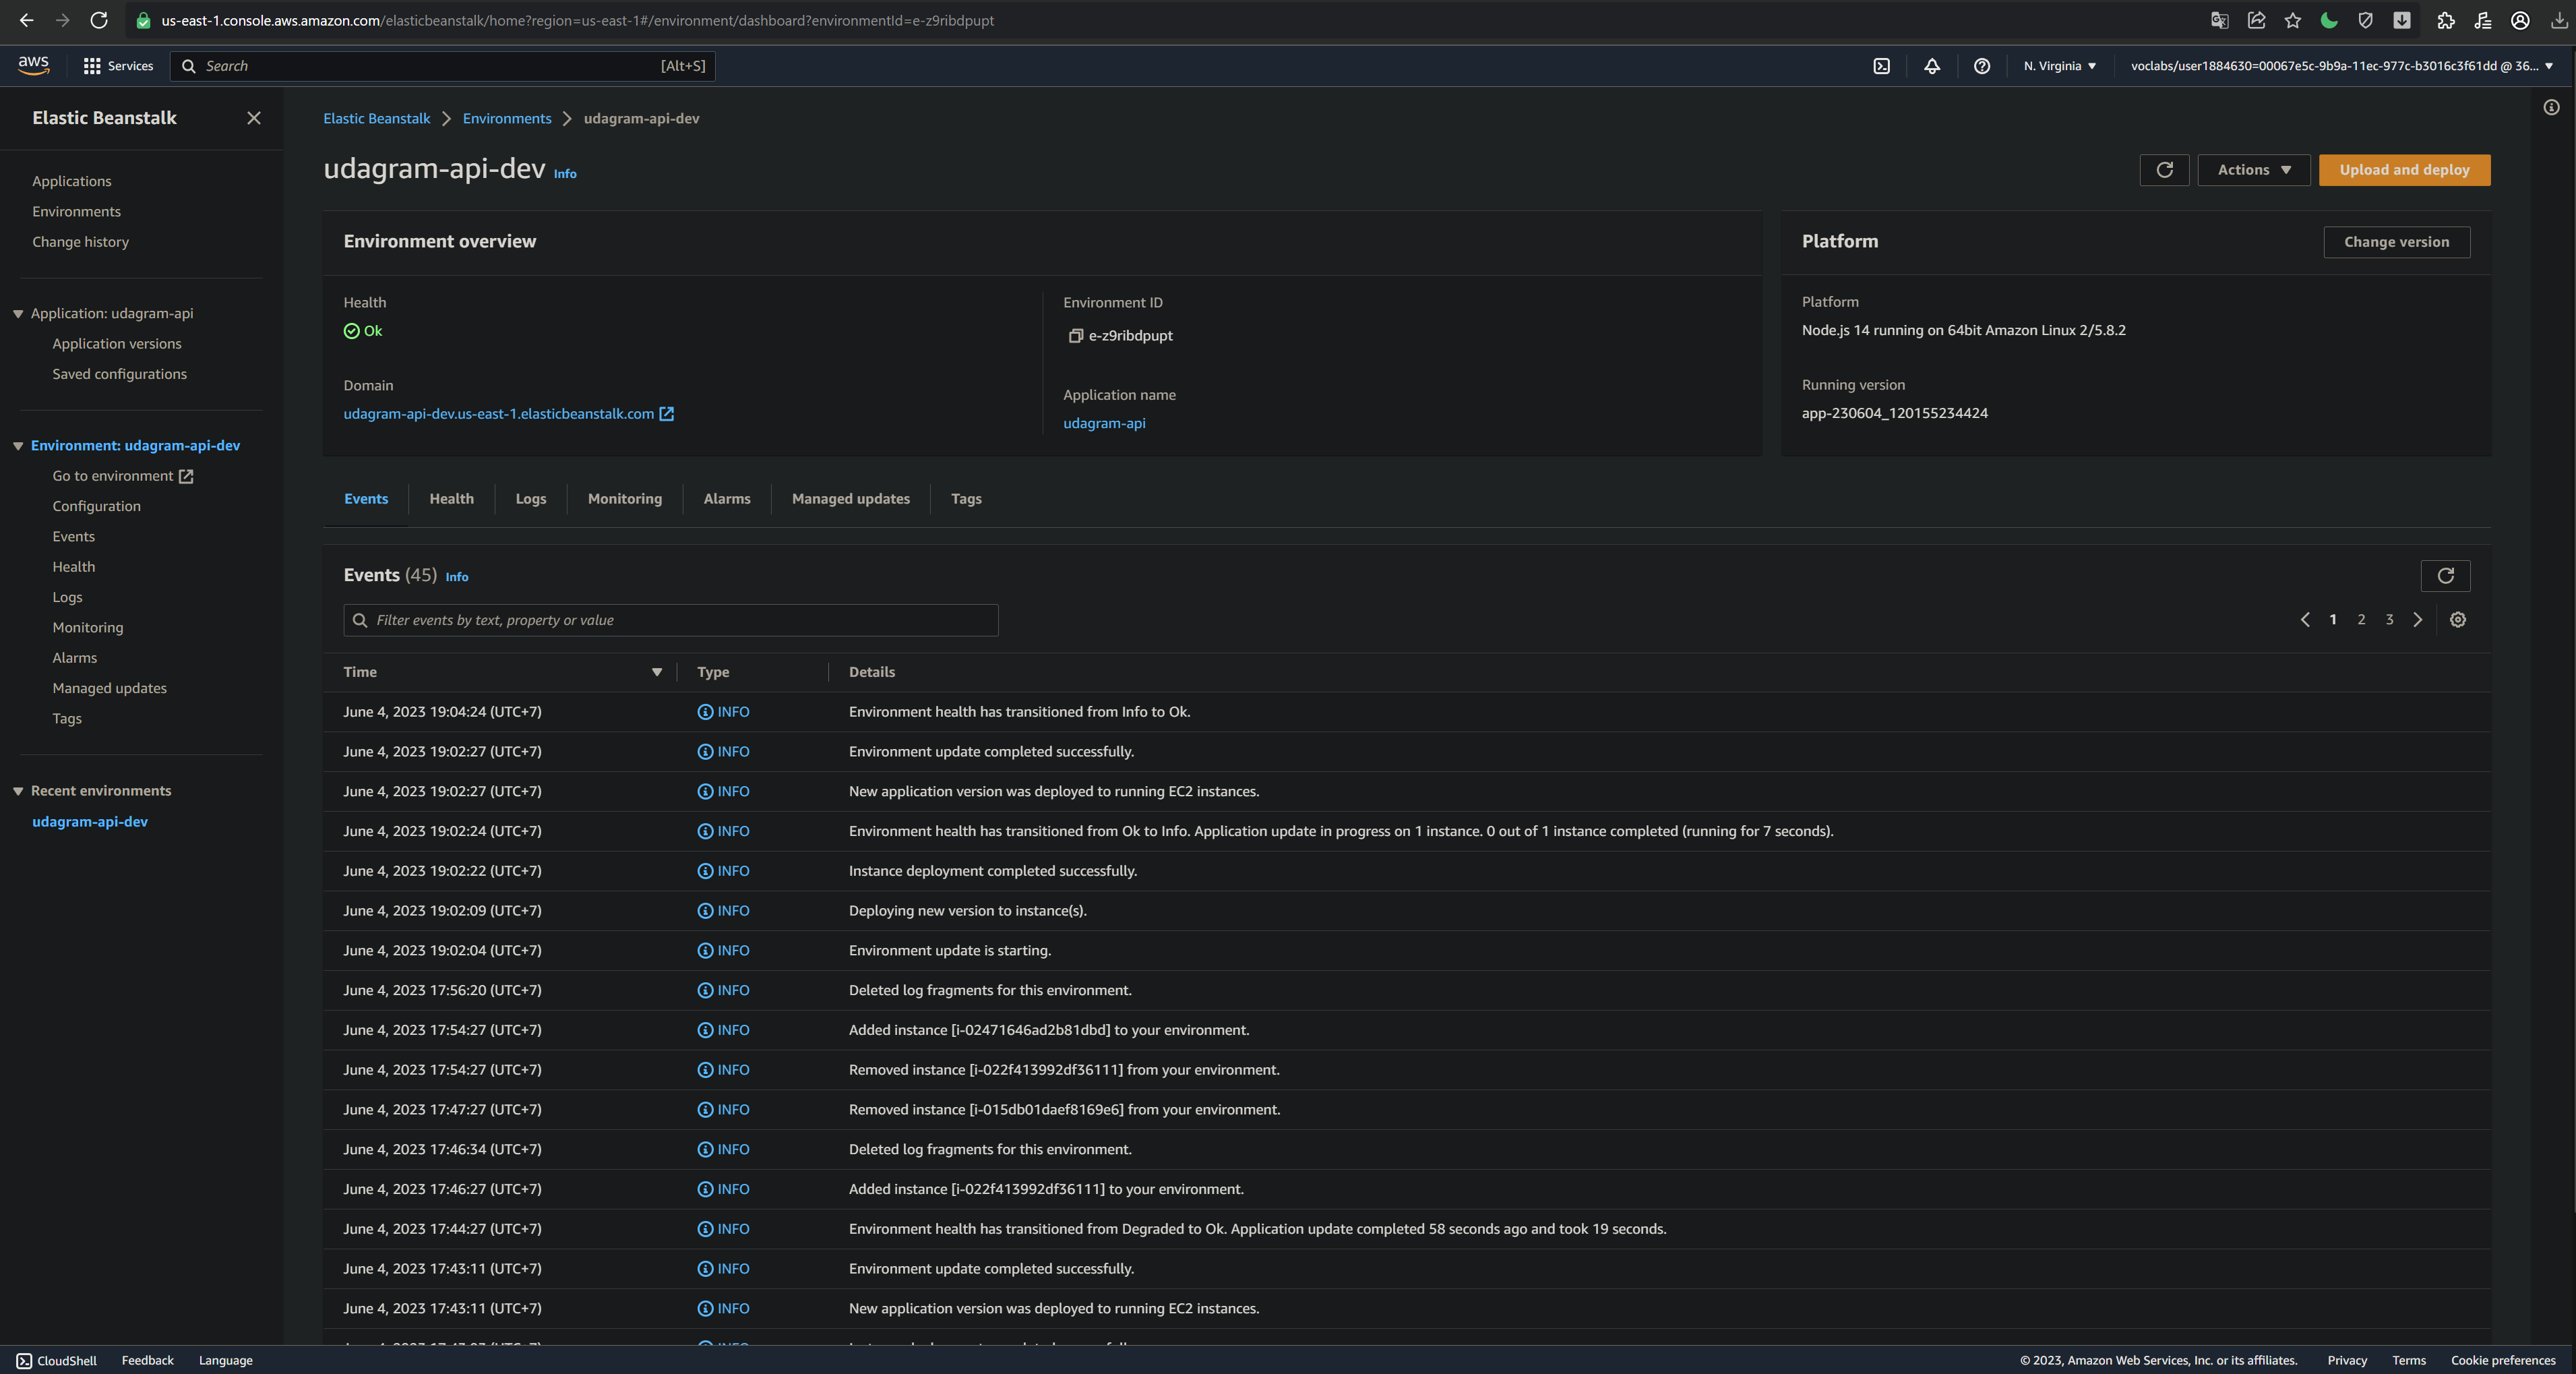 us-east-1.console.aws.amazon.com/elasticbeanstalk/home?region=us-east-1#/environment/dashboard?environmentId=e-z9ribdpupt
aws
Services
Search
[Alt+S]
N. Virginia
voclabs/user1884630=00067e5c-9b9a-11ec-977c-b3016c3f61dd @ 36...
Elastic Beanstalk
Applications
Environments
Change history
Application: udagram-api
Application versions
Saved configurations
Environment: udagram-api-dev
Go to environment
Configuration
Events
Health
Logs
Monitoring
Alarms
Managed updates
Tags
Recent environments
udagram-api-dev
Elastic Beanstalk > Environments > udagram-api-dev
udagram-api-dev Info
Actions
Upload and deploy
Environment overview
Health
Ok
Domain
udagram-api-dev.us-east-1.elasticbeanstalk.com
Environment ID
e-z9ribdpupt
Application name
udagram-api
Platform
Change version
Platform
Node.js 14 running on 64bit Amazon Linux 2/5.8.2
Running version
app-230604_120155234424
Events Health Logs Monitoring Alarms Managed updates Tags
Events (45) Info
Filter events by text, property or value
1 2 3
Time Type Details
June 4, 2023 19:04:24 (UTC+7) INFO Environment health has transitioned from Info to Ok.
June 4, 2023 19:02:27 (UTC+7) INFO Environment update completed successfully.
June 4, 2023 19:02:27 (UTC+7) INFO New application version was deployed to running EC2 instances.
June 4, 2023 19:02:24 (UTC+7) INFO Environment health has transitioned from Ok to Info. Application update in progress on 1 instance. 0 out of 1 instance completed (running for 7 seconds).
June 4, 2023 19:02:22 (UTC+7) INFO Instance deployment completed successfully.
June 4, 2023 19:02:09 (UTC+7) INFO Deploying new version to instance(s).
June 4, 2023 19:02:04 (UTC+7) INFO Environment update is starting.
June 4, 2023 17:56:20 (UTC+7) INFO Deleted log fragments for this environment.
June 4, 2023 17:54:27 (UTC+7) INFO Added instance [i-02471646ad2b81dbd] to your environment.
June 4, 2023 17:54:27 (UTC+7) INFO Removed instance [i-022f413992df36111] from your environment.
June 4, 2023 17:47:27 (UTC+7) INFO Removed instance [i-015db01daef8169e6] from your environment.
June 4, 2023 17:46:34 (UTC+7) INFO Deleted log fragments for this environment.
June 4, 2023 17:46:27 (UTC+7) INFO Added instance [i-022f413992df36111] to your environment.
June 4, 2023 17:44:27 (UTC+7) INFO Environment health has transitioned from Degraded to Ok. Application update completed 58 seconds ago and took 19 seconds.
June 4, 2023 17:43:11 (UTC+7) INFO Environment update completed successfully.
June 4, 2023 17:43:11 (UTC+7) INFO New application version was deployed to running EC2 instances.
CloudShell Feedback Language
© 2023, Amazon Web Services, Inc. or its affiliates. Privacy Terms Cookie preferences